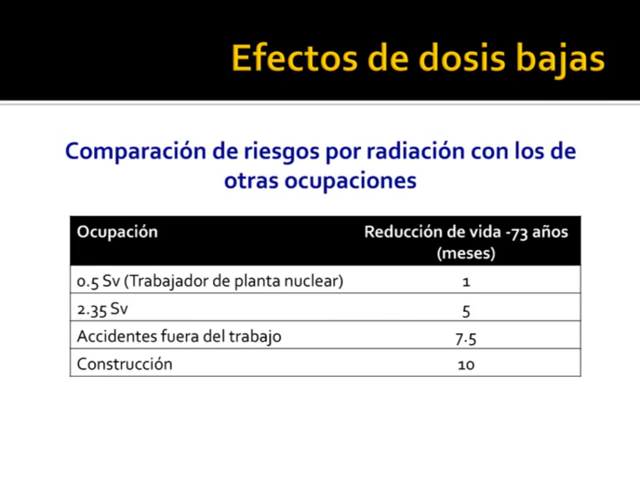 Efectos de dosis bajas
Comparación de riesgos por radiación con los de
otras ocupaciones
Ocupación Reducción de vida -73 años
(meses)
0.5 Sv (Trabajador de planta nuclear) 1
2.35 Sv 5
Accidentes fuera del trabajo 7.5
Construcción 10